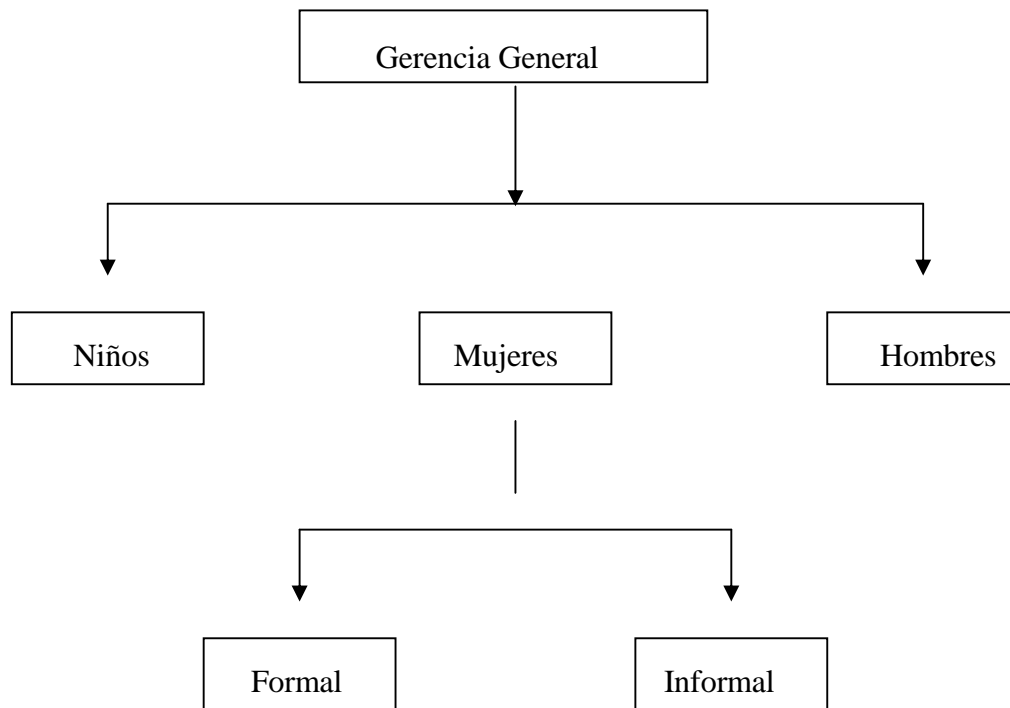 Gerencia General
Niños
Mujeres
Hombres
Formal
Informal